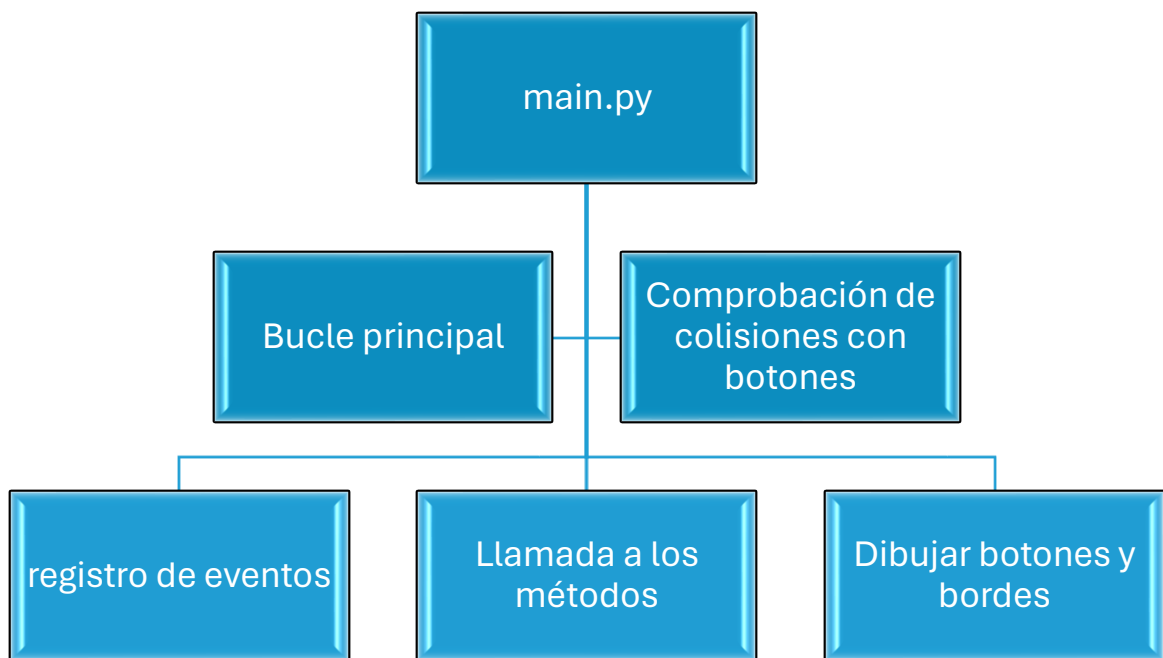 main.py
Bucle principal
Comprobación de
colisiones con
botones
registro de eventos
Llamada a los
métodos
Dibujar botones y
bordes